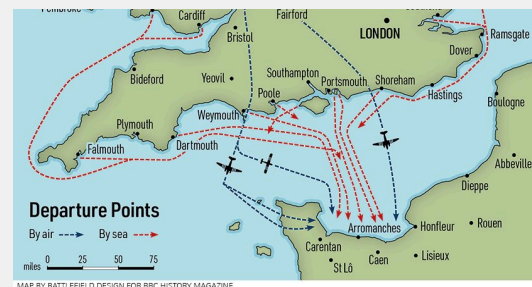 Pembroke
Cardiff
Fairford
LONDON
Ramsgate
Bristol
Dover
Bideford
Yeovil
Southampton
Portsmouth
Shoreham
Hastings
Poole
Boulogne
Weymouth
Plymouth
Falmouth
Dartmouth
Abbeville
Dieppe
Departure Points
By air
By sea
Arromanches
Honfleur
Rouen
Carentan
Caen
Lisieux
St Lô
miles 0 25 50 75
MAP BY BATTLEFIELD DESIGN FOR BBC HISTORY MAGAZINE